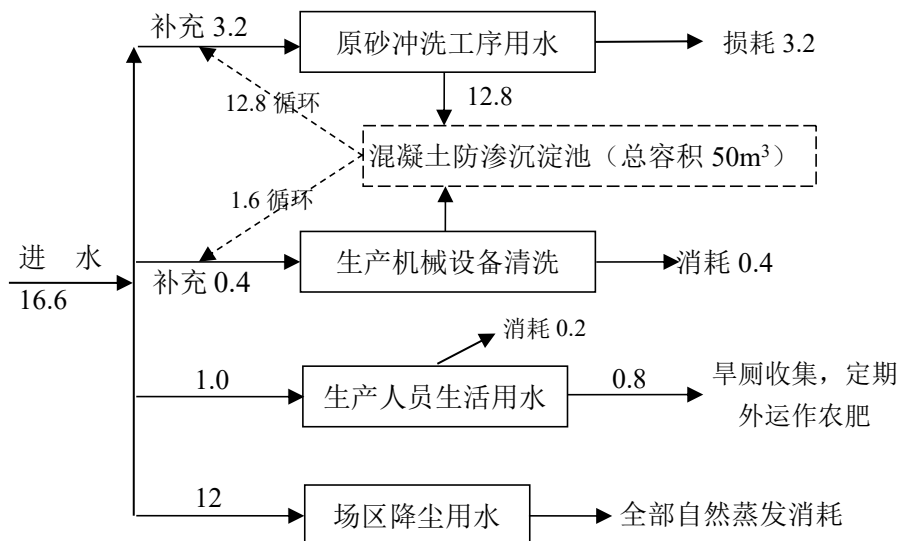 补充 3.2
原砂冲洗工序用水
损耗 3.2
12.8 循环
12.8
混凝土防渗沉淀池（总容积 50m³）
1.6 循环
进 水
16.6
补充 0.4
生产机械设备清洗
消耗 0.4
消耗 0.2
1.0
生产人员生活用水
0.8
旱厕收集，定期
外运作农肥
12
场区降尘用水
全部自然蒸发消耗